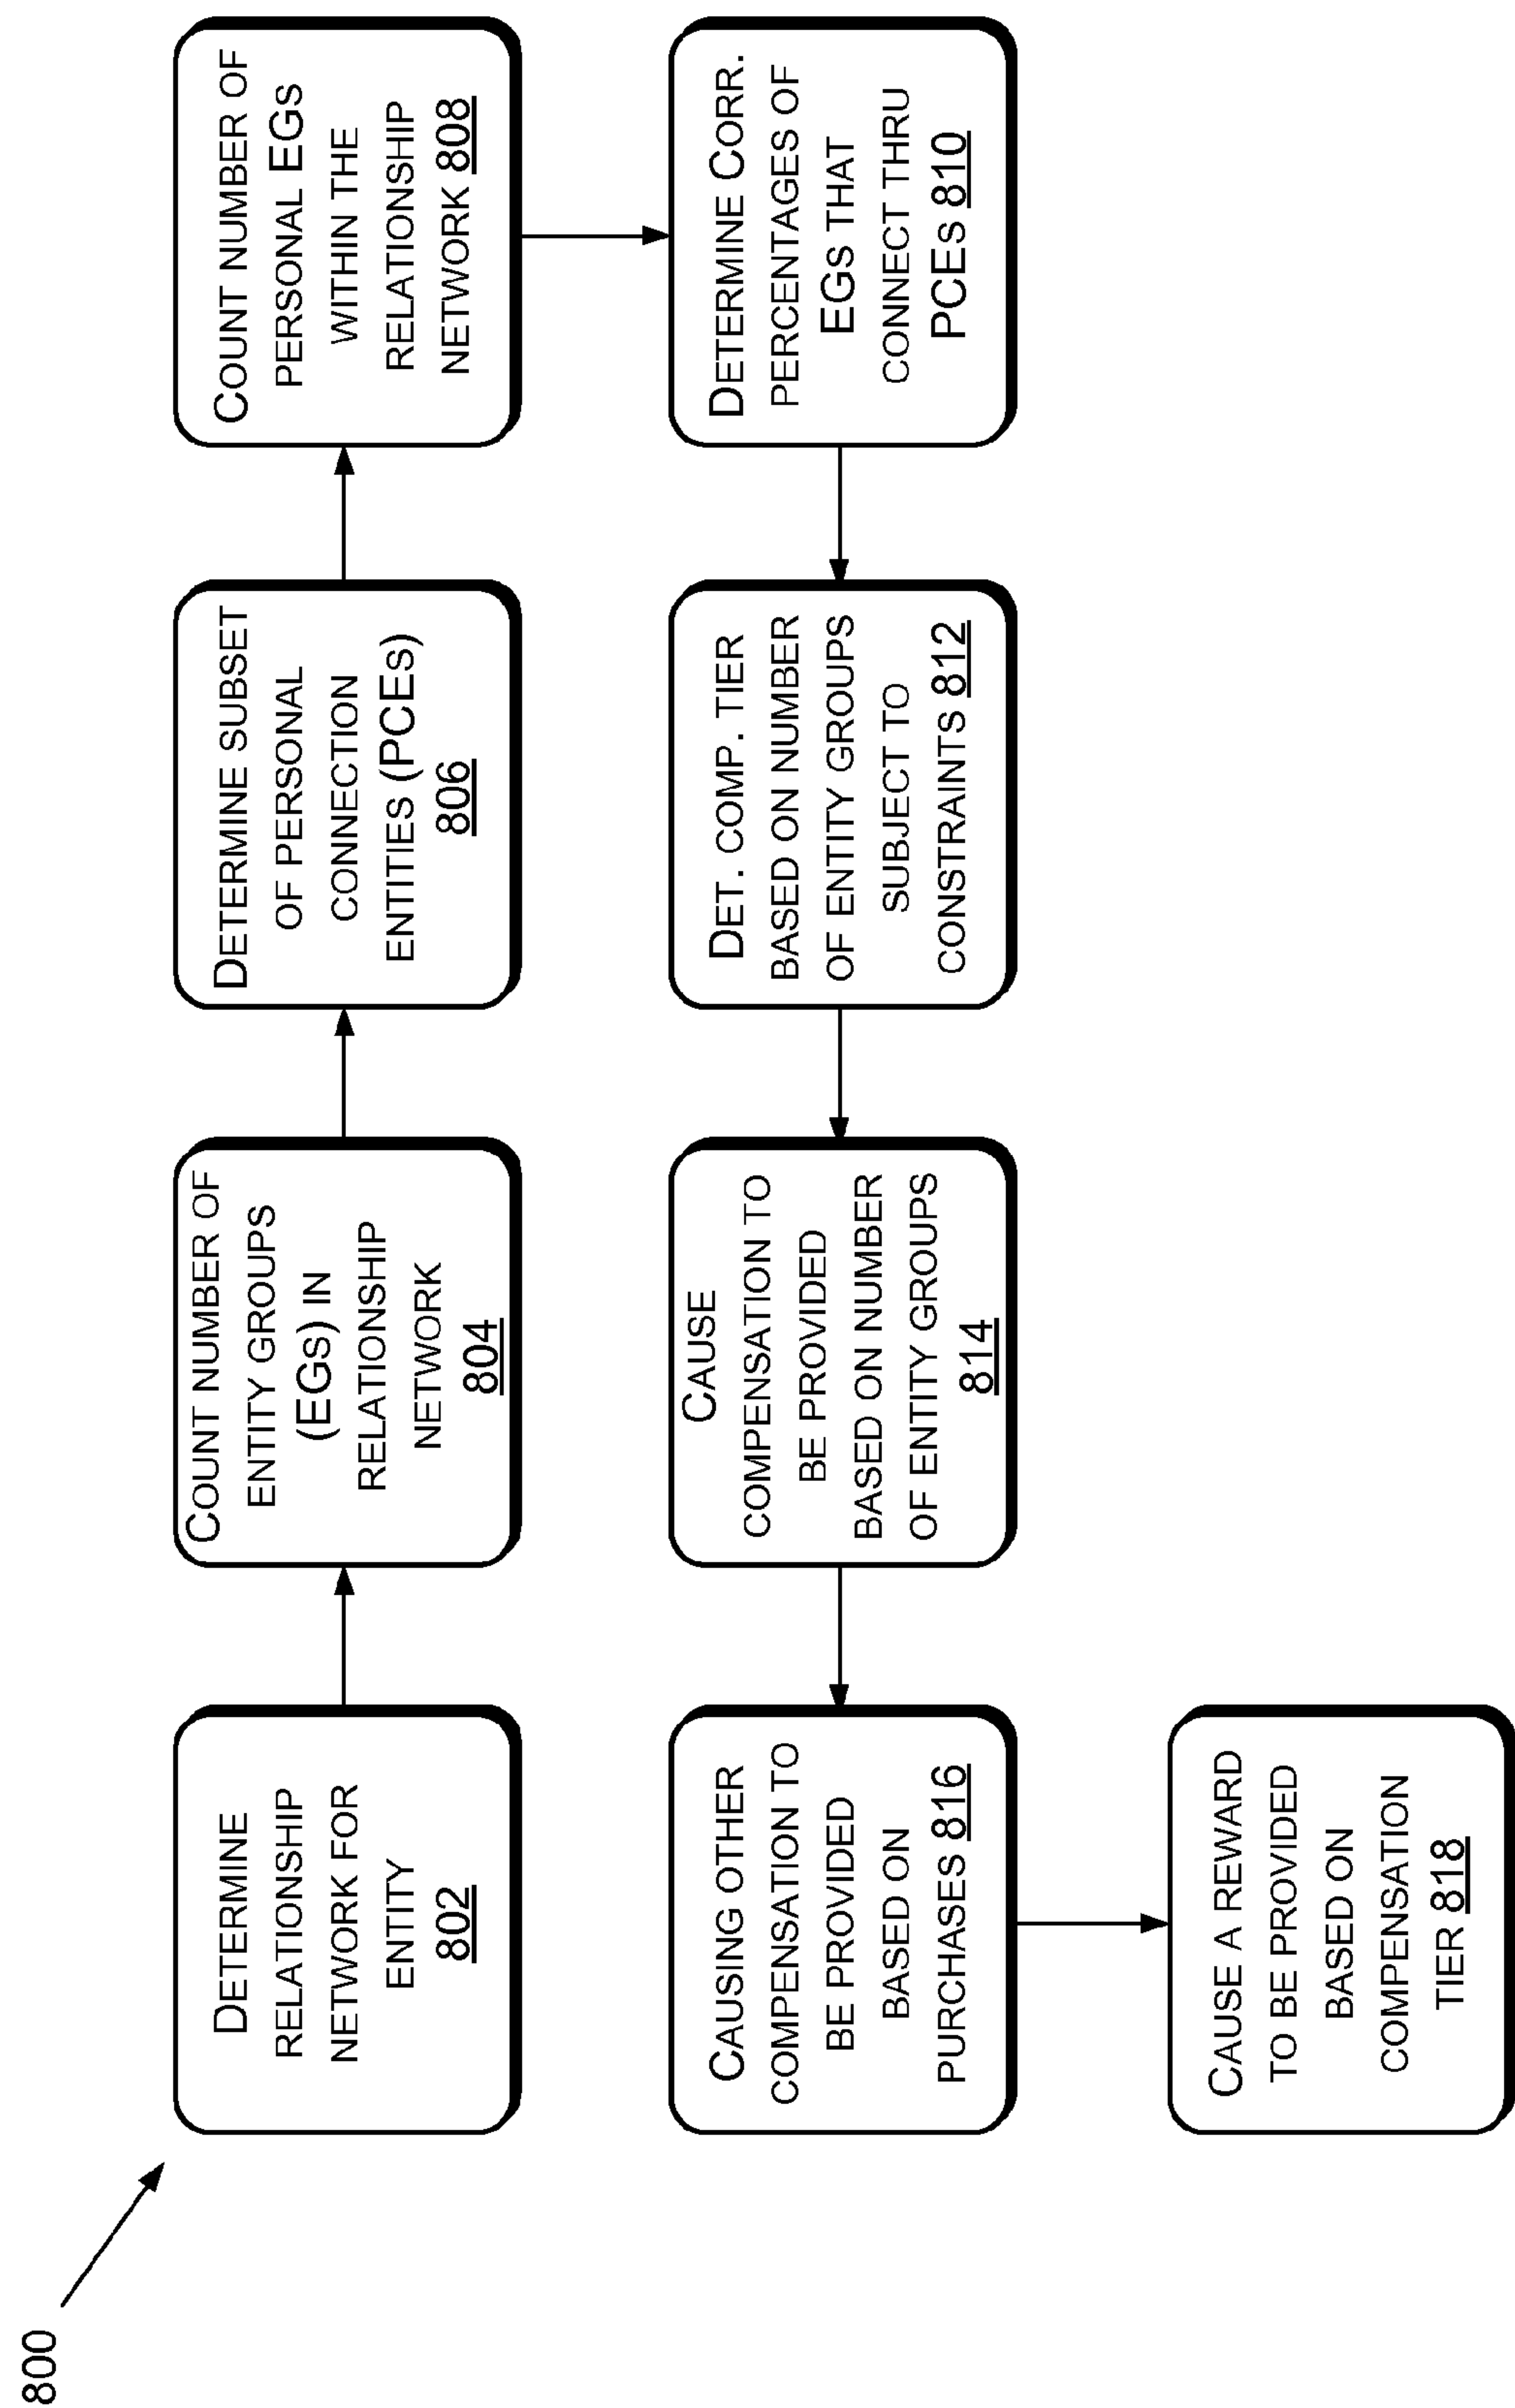 800
DETERMINE
RELATIONSHIP
NETWORK FOR
ENTITY
802
COUNT NUMBER OF
ENTITY GROUPS
(EGS) IN
RELATIONSHIP
NETWORK
804
DETERMINE SUBSET
OF PERSONAL
CONNECTION
ENTITIES (PCES)
806
COUNT NUMBER OF
PERSONAL EGS
WITHIN THE
RELATIONSHIP
NETWORK 808
DETERMINE CORR.
PERCENTAGES OF
EGS THAT
CONNECT THRU
PCES 810
DET. COMP. TIER
BASED ON NUMBER
OF ENTITY GROUPS
SUBJECT TO
CONSTRAINTS 812
CAUSE
COMPENSATION TO
BE PROVIDED
BASED ON NUMBER
OF ENTITY GROUPS
814
CAUSING OTHER
COMPENSATION TO
BE PROVIDED
BASED ON
PURCHASES 816
CAUSE A REWARD
TO BE PROVIDED
BASED ON
COMPENSATION
TIER 818